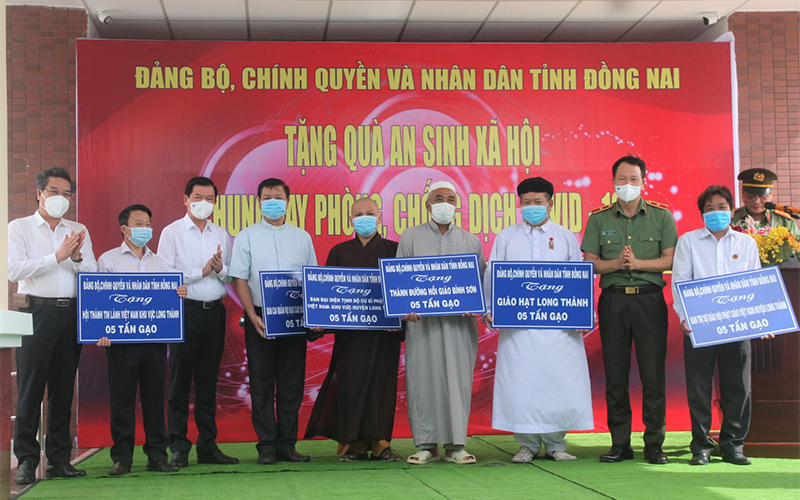 ĐẢNG BỘ, CHÍNH QUYỀN VÀ NHÂN DÂN TỈNH ĐỒNG NAI
TẶNG QUÀ AN SINH XÃ HỘI
PHÒNG, CHỐNG DỊCH
ĐẢNG BỘ,CHÍNH QUYỀN VÀ NHÂN DÂN TỈNH ĐỒNG NAI
Tặng
HỘI THÁNH TIN LÀNH VIỆT NAM KHU VỰC LONG THÀNH
05 TẤN GẠO
05 TẤN
ĐẢNG BỘ,CHÍNH QUYỀN VÀ NHÂN DÂN TỈNH ĐỒNG NAI
Tặng
BAN ĐẠI DIỆN TỊNH ĐỘ CƯ SĨ
VIỆT NAM- KHU VỰC HUYỆN LONG
05 TẤN GẠO
ĐẢNG BỘ,CHÍNH QUYỀN VÀ NHÂN DÂN TỈNH ĐỒNG NAI
Tặng
THÁNH ĐƯỜNG HỒI GIÁO BÌNH SƠN
05 TẤN GẠO
ĐẢNG BỘ,CHÍNH QUYỀN VÀ NHÂN DÂN TỈNH ĐỒNG NAI
Tặng
GIÁO HẠT LONG THÀNH
05 TẤN GẠO
ĐẢNG BỘ,CHÍNH QUYỀN VÀ NHÂN DÂN TỈNH ĐỒNG NAI
Tặng
BAN TRỊ SỰ GIÁO HỘI PHẬT GIÁO VIỆT NAM HUYỆN LONG THÀNH
05 TẤN GẠO